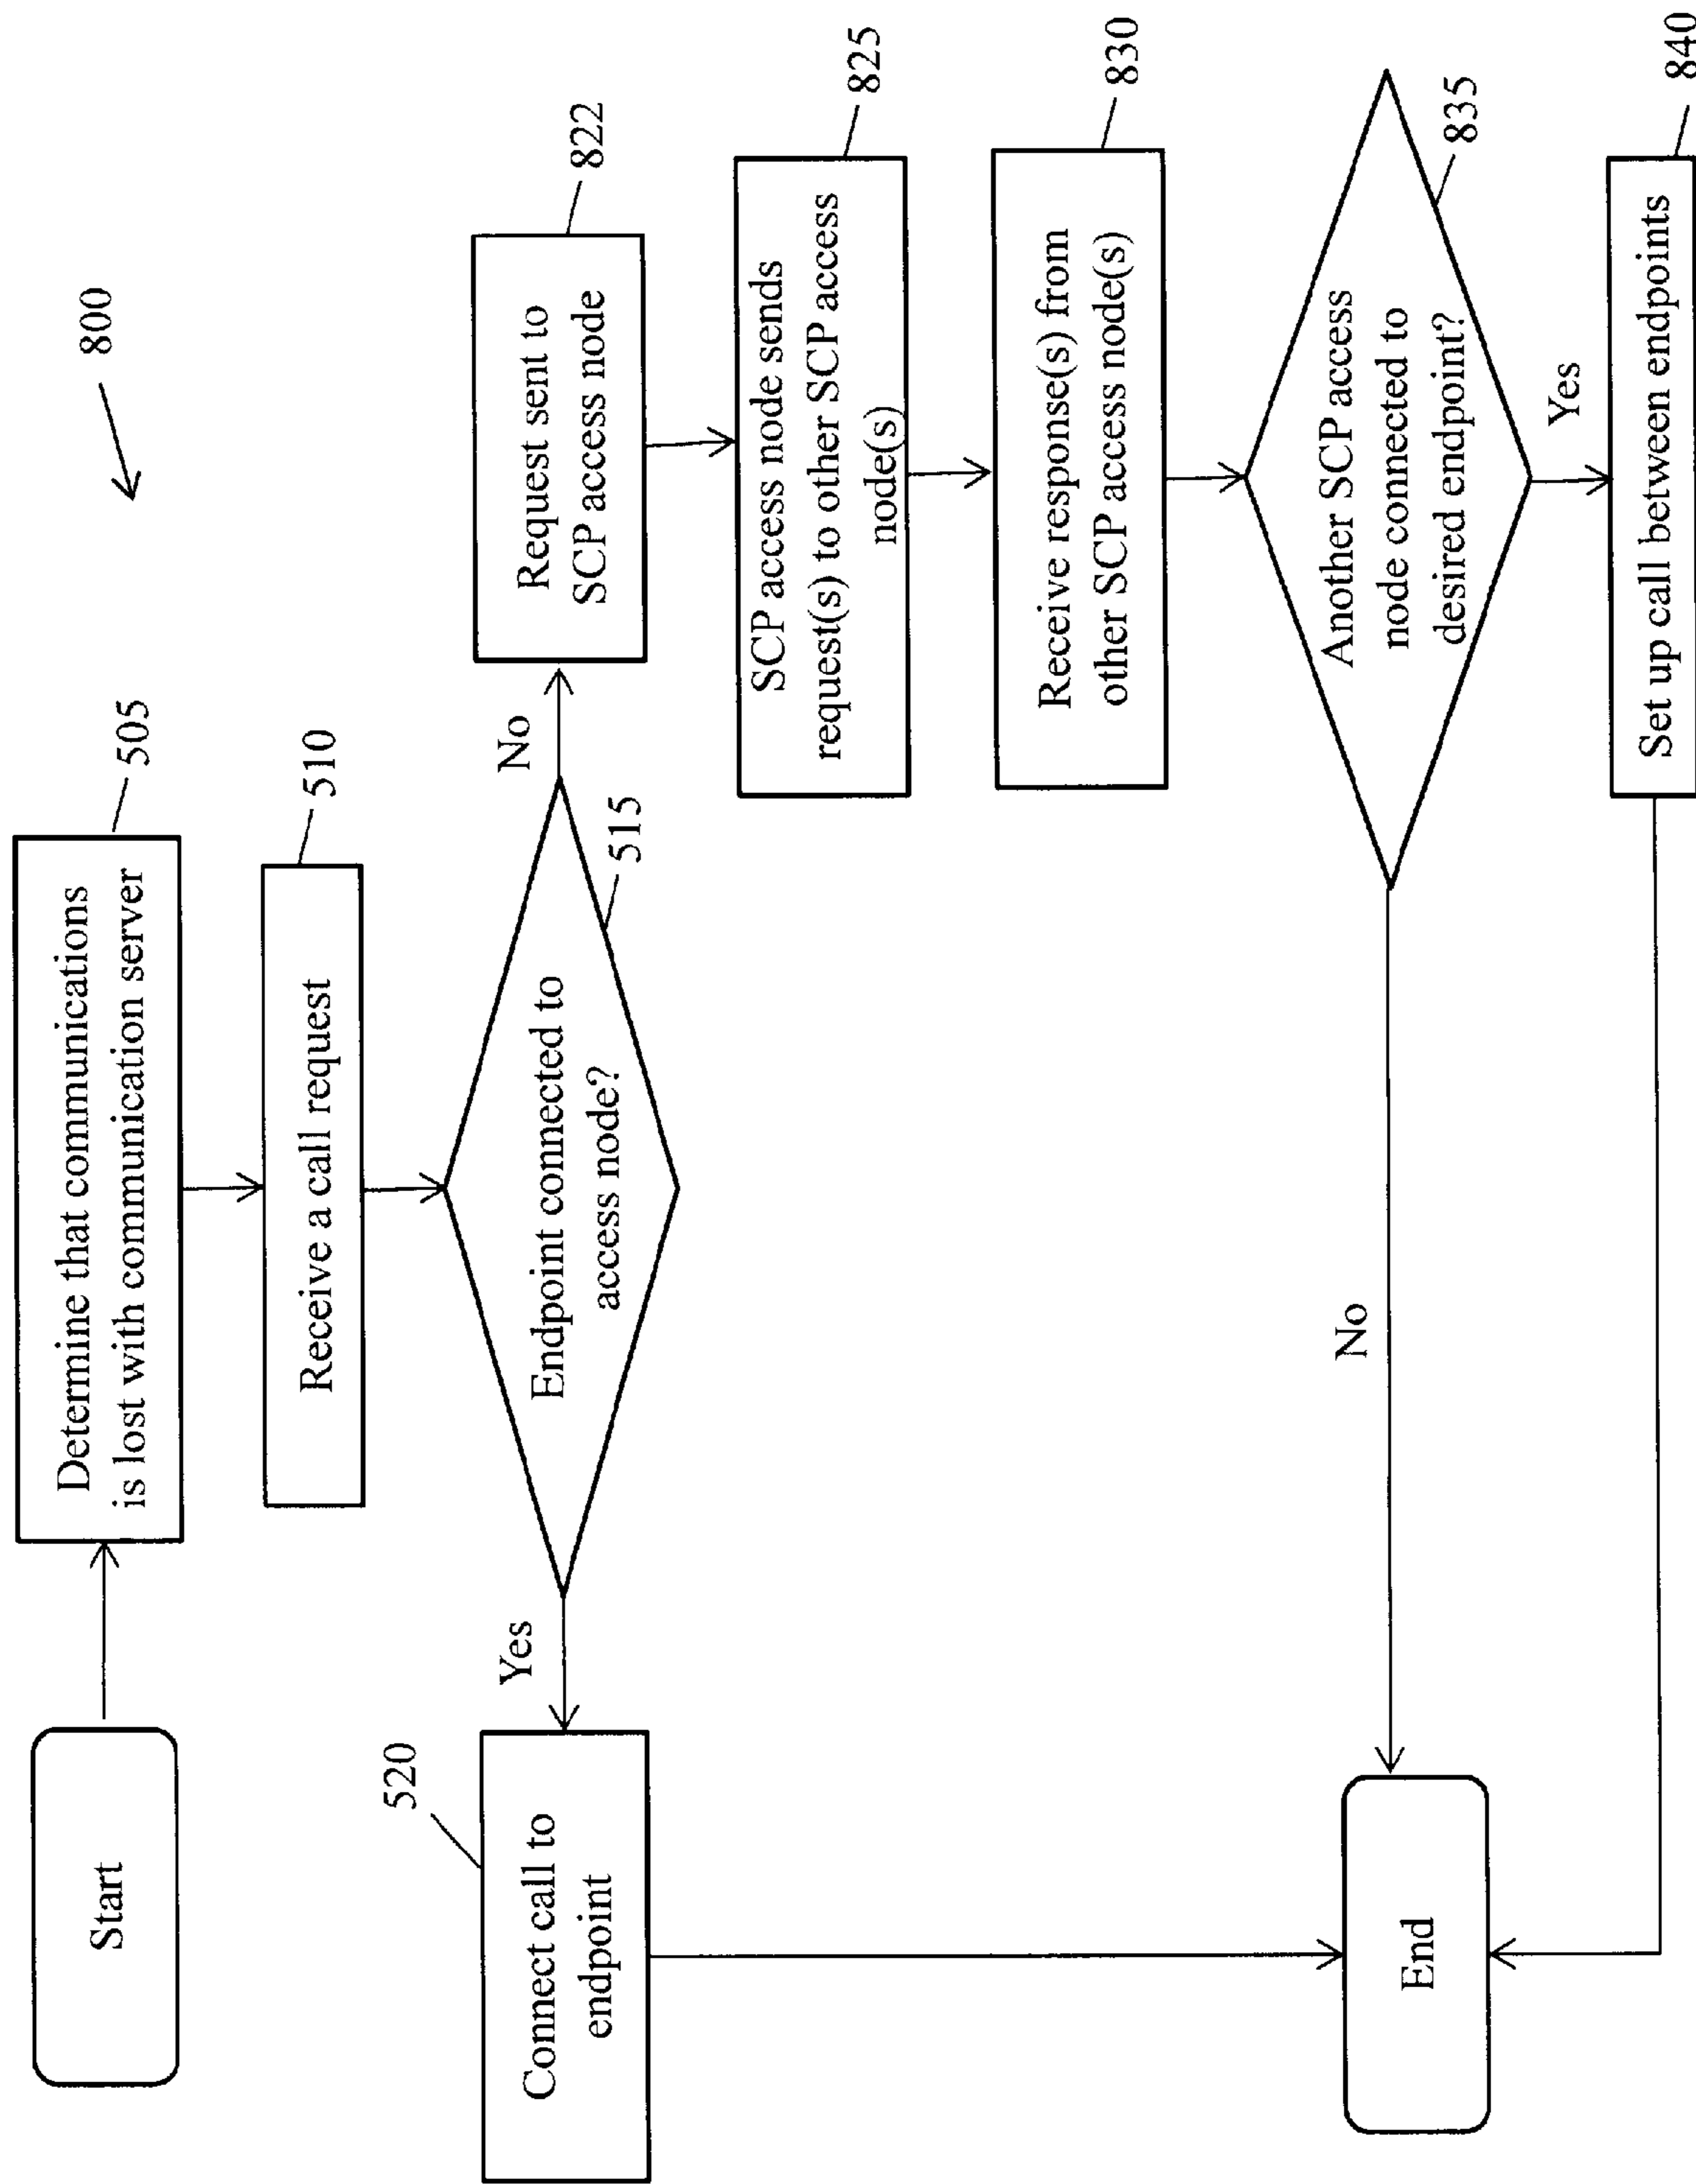 800
Start
Determine that communications
is lost with communication server
505
Receive a call request
510
Endpoint connected to
access node?
515
Yes
No
520
Connect call to
endpoint
Request sent to
SCP access node
822
SCP access node sends
request(s) to other SCP access
node(s)
825
Receive response(s) from
other SCP access node(s)
830
Another SCP access
node connected to
desired endpoint?
835
No
Yes
End
Set up call between endpoints
840